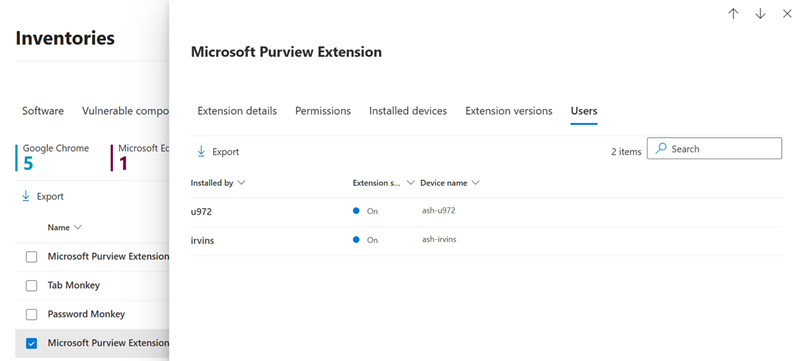 Inventories
Software Vulnerable compo
Google Chrome Microsoft Ec
5 1
Export
Name
Microsoft Purview Extension
Tab Monkey
Password Monkey
Microsoft Purview Extension
Microsoft Purview Extension
Extension details Permissions Installed devices Extension versions Users
Export 2 items Search
Installed by Extension s... Device name
u972 On ash-u972
irvins On ash-irvins